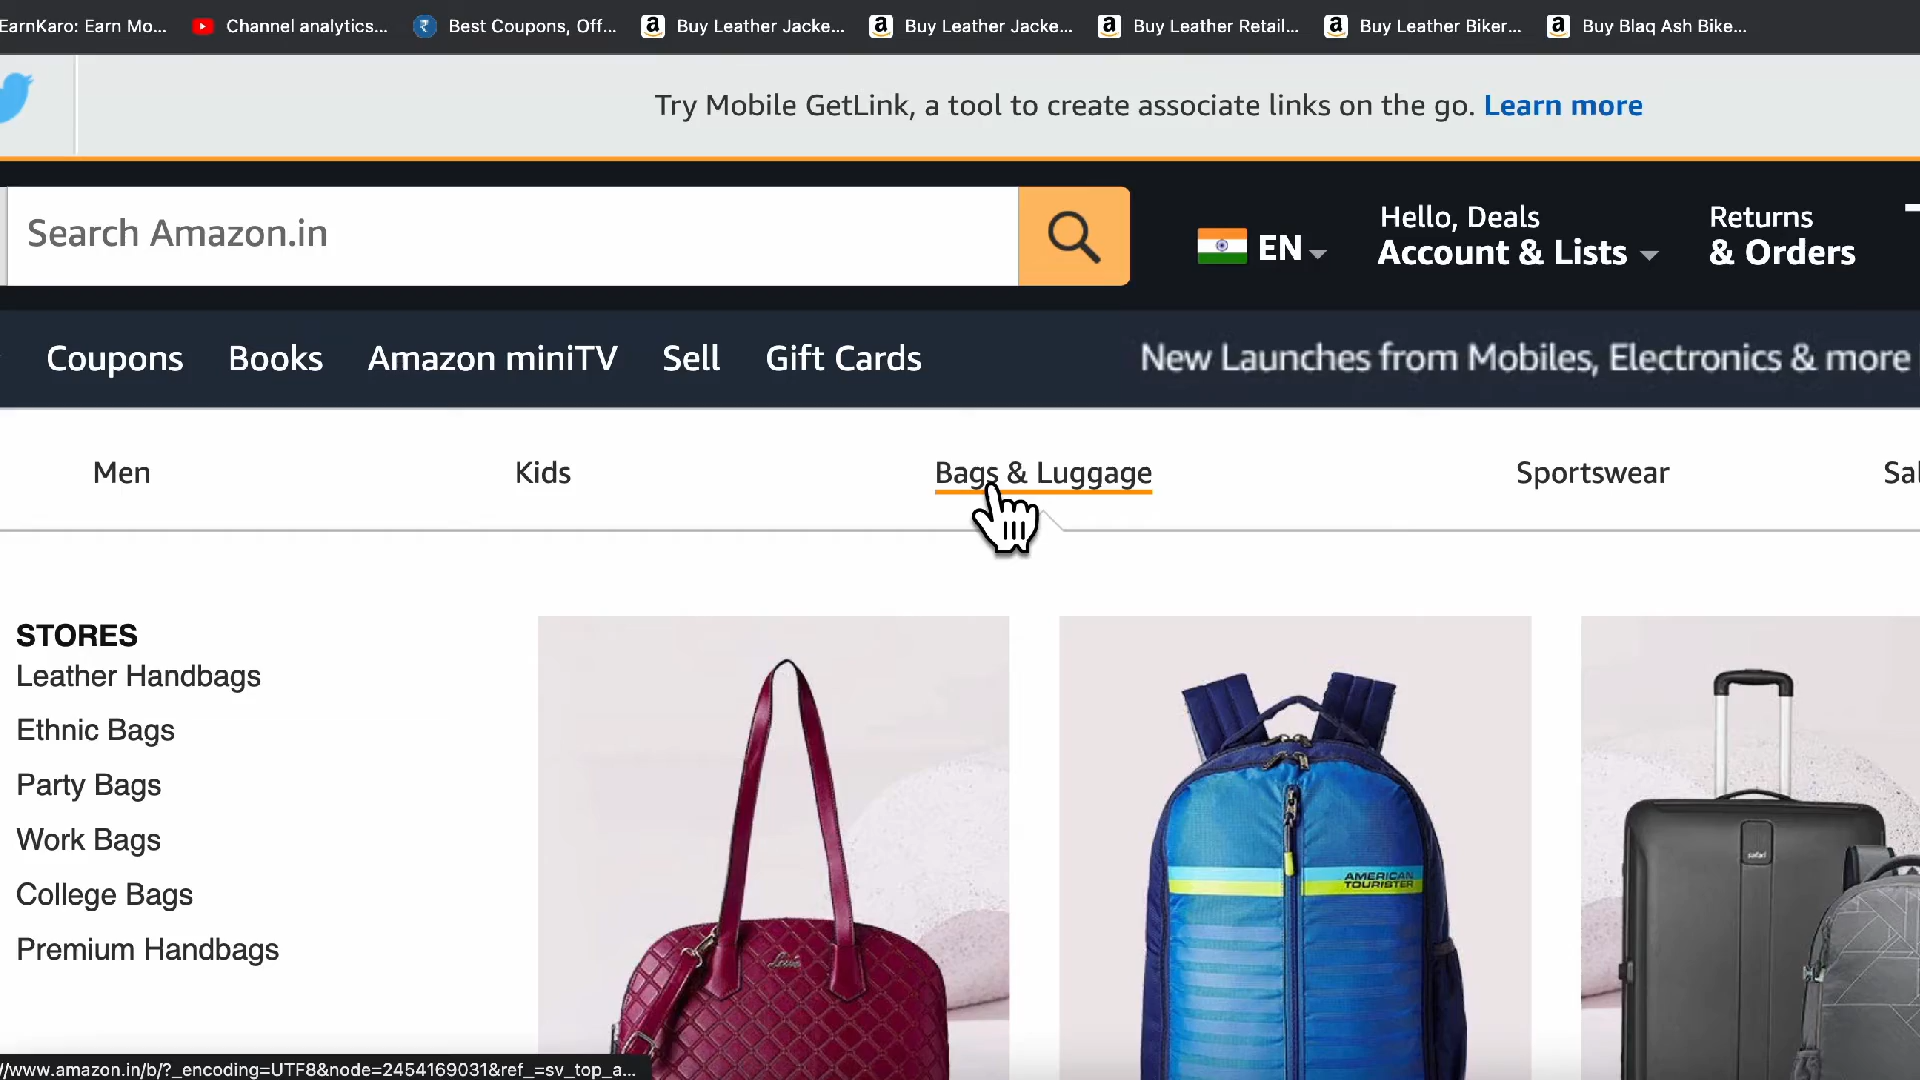 EarnKaro: Earn Mo... Channel analytics... Best Coupons, Off... Buy Leather Jacke... Buy Leather Jacke... Buy Leather Retail... Buy Leather Biker... Buy Blaq Ash Bike...
Try Mobile GetLink, a tool to create associate links on the go. Learn more
Search Amazon.in
EN
Hello, Deals
Account & Lists
Returns
& Orders
Coupons Books Amazon miniTV Sell Gift Cards New Launches from Mobiles, Electronics & more
Men Kids Bags & Luggage Sportswear Sal
STORES
Leather Handbags
Ethnic Bags
Party Bags
Work Bags
College Bags
Premium Handbags
AMERICAN
TOURISTER
safari
/www.amazon.in/b/?_encoding=UTF8&node=2454169031&ref_=sv_top_a...